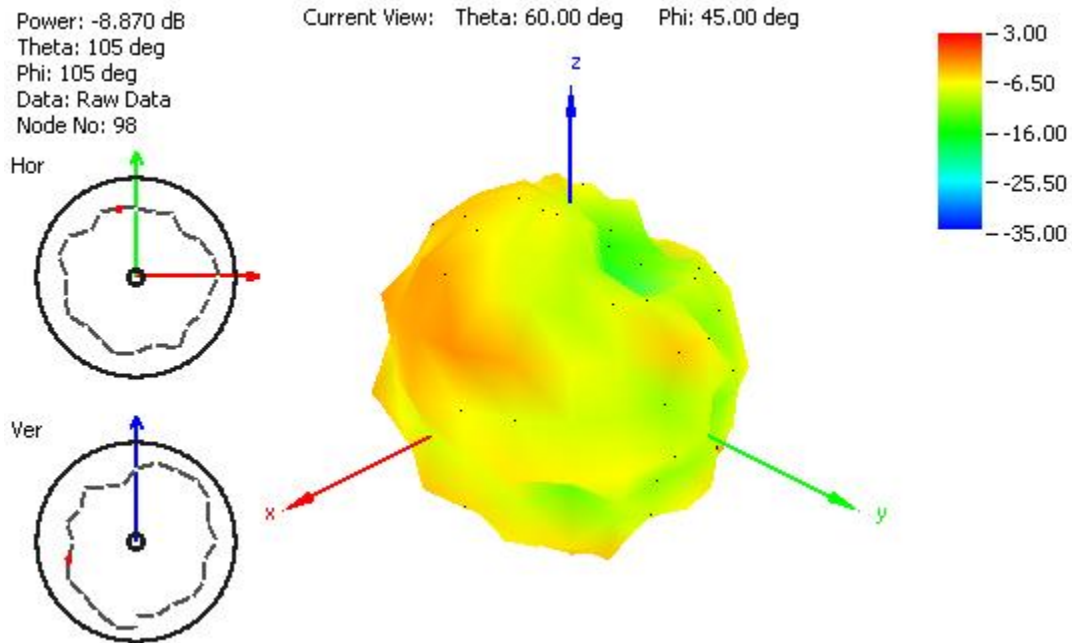 Power: -8.870 dB
Theta: 105 deg
Phi: 105 deg
Data: Raw Data
Node No: 98
Current View: Theta: 60.00 deg Phi: 45.00 deg
Hor
Ver
z
x
y
3.00
-6.50
-16.00
-25.50
-35.00